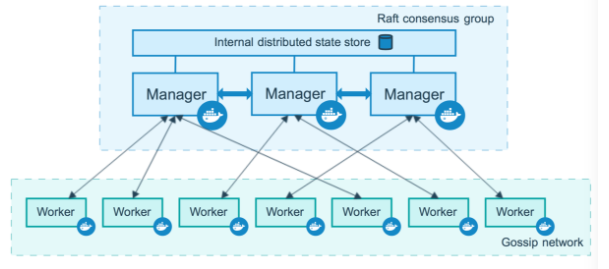 Raft consensus group
Internal distributed state store
Manager Manager Manager
Worker Worker Worker Worker Worker Worker Worker
Gossip network